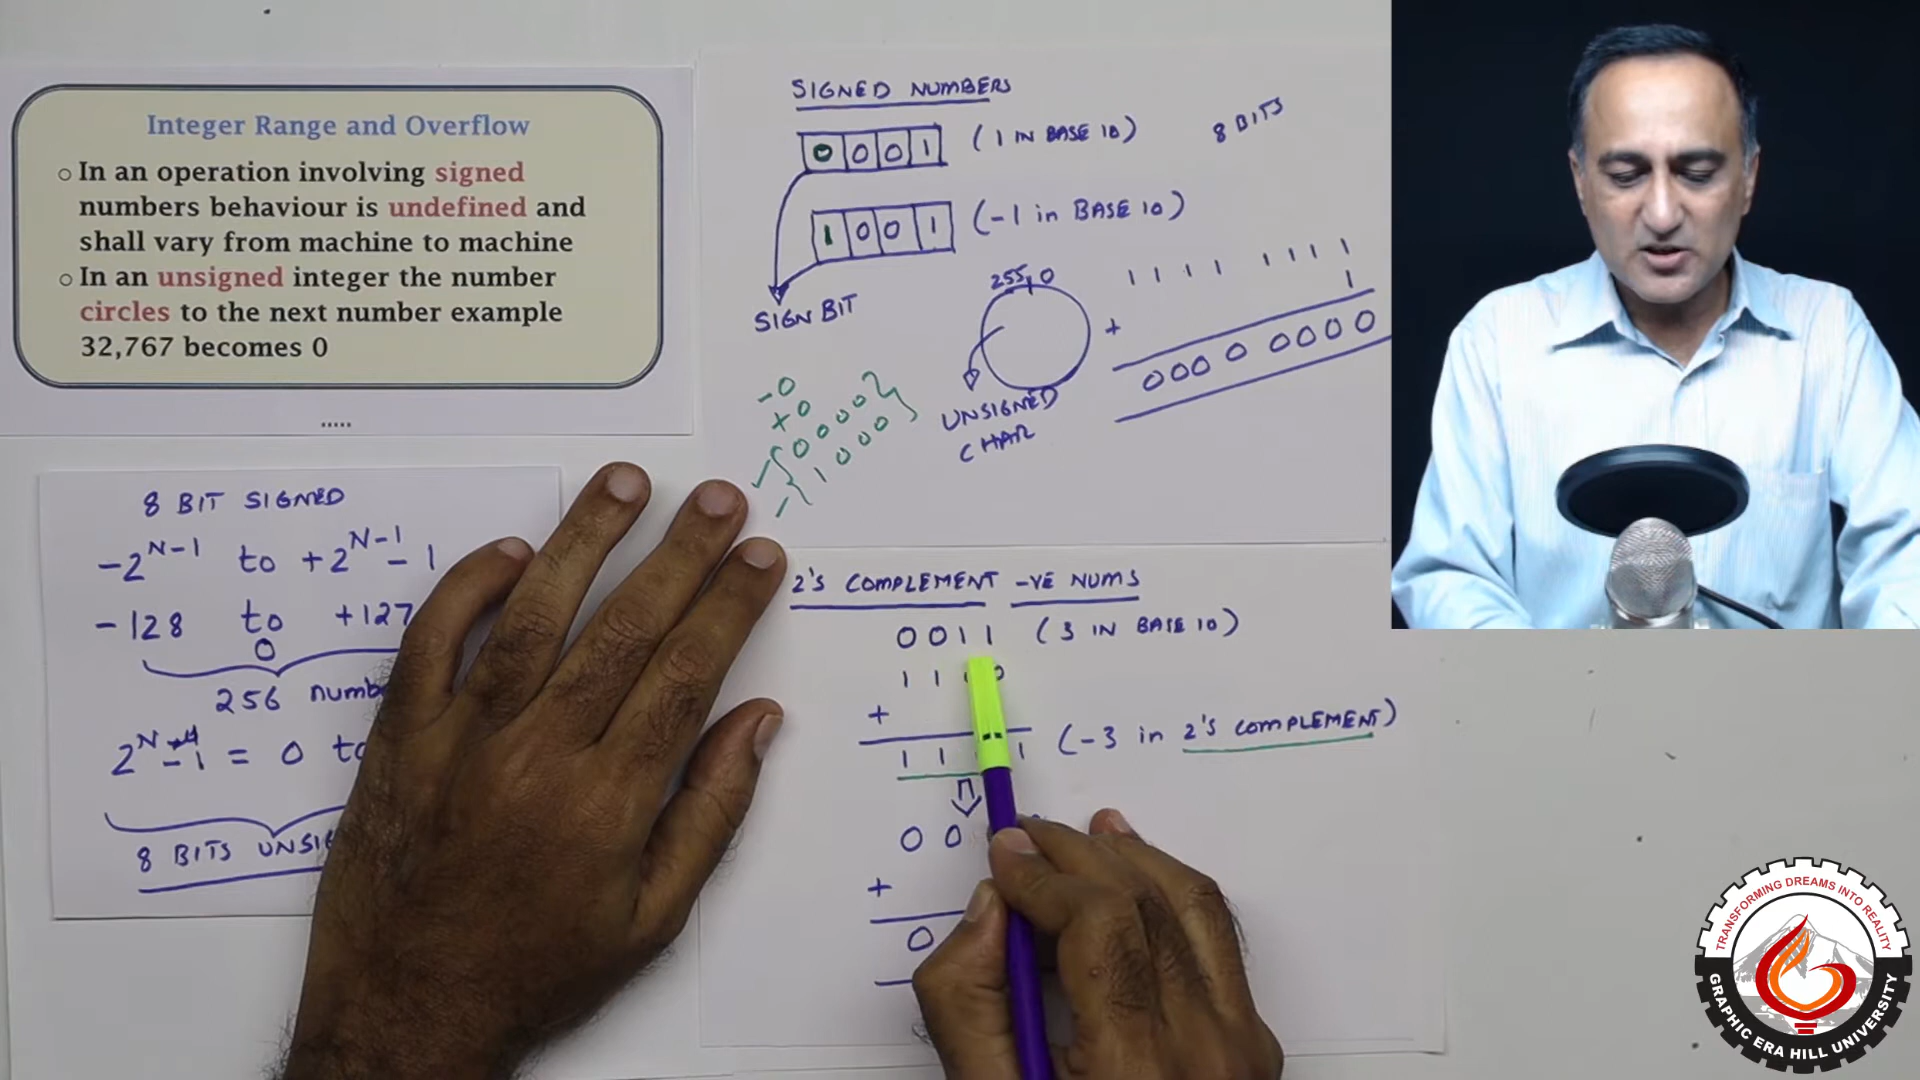 Integer Range and Overflow
○ In an operation involving signed
numbers behaviour is undefined and
shall vary from machine to machine
○ In an unsigned integer the number
circles to the next number example
32,767 becomes 0
.....
SIGNED NUMBERS
0 0 0 1 (1 IN BASE 10)
8 BITS
1 0 0 1 (-1 in BASE 10)
SIGN BIT
255, 0
UNSIGNED
CHAR
1 1 1 1 1 1 1 1
+ 1
0 0 0 0 0 0 0 0
-0
+0
0 0 0 0
1 0 0 0
8 BIT SIGNED
-2^N-1 to +2^N-1 - 1
-128 to +127
0
256
2^N - 1 = 0
8 BITS
2'S COMPLEMENT -VE NUMS
0 0 1 1 (3 IN BASE 10)
1 1 0
+
1 1 1 (-3 in 2'S COMPLEMENT)
0 0
+
0
TRANSFORMING DREAMS INTO REALITY
GRAPHIC ERA HILL UNIVERSITY